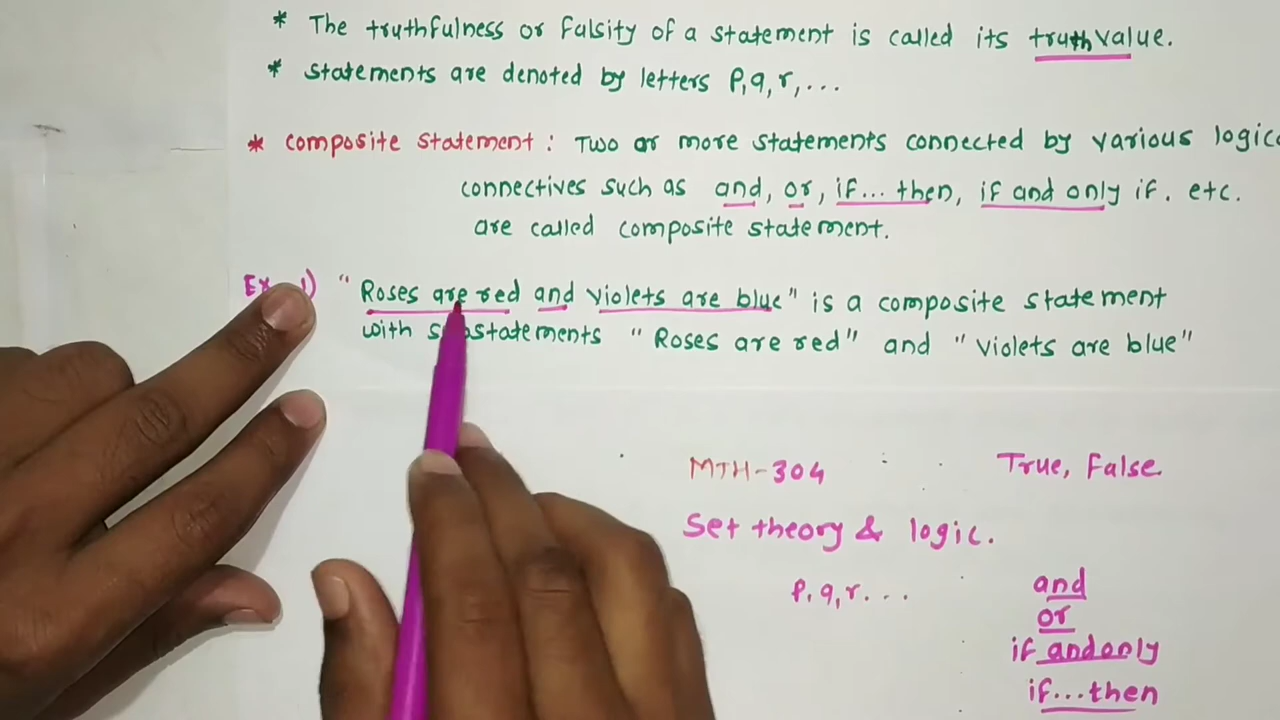 * The truthfulness or falsity of a statement is called its truth value.
* statements are denoted by letters P, q, r, ...
* composite statement : Two or more statements connected by various
connectives such as and, or, if... then, if and only if. etc.
are called composite statement.
Ex 1) " Roses are red and violets are blue" is a composite statement
with substatements " Roses are red" and " violets are blue"
MTH-304 True, False
Set theory & logic.
P, q, r... and
or
if and only
if...then